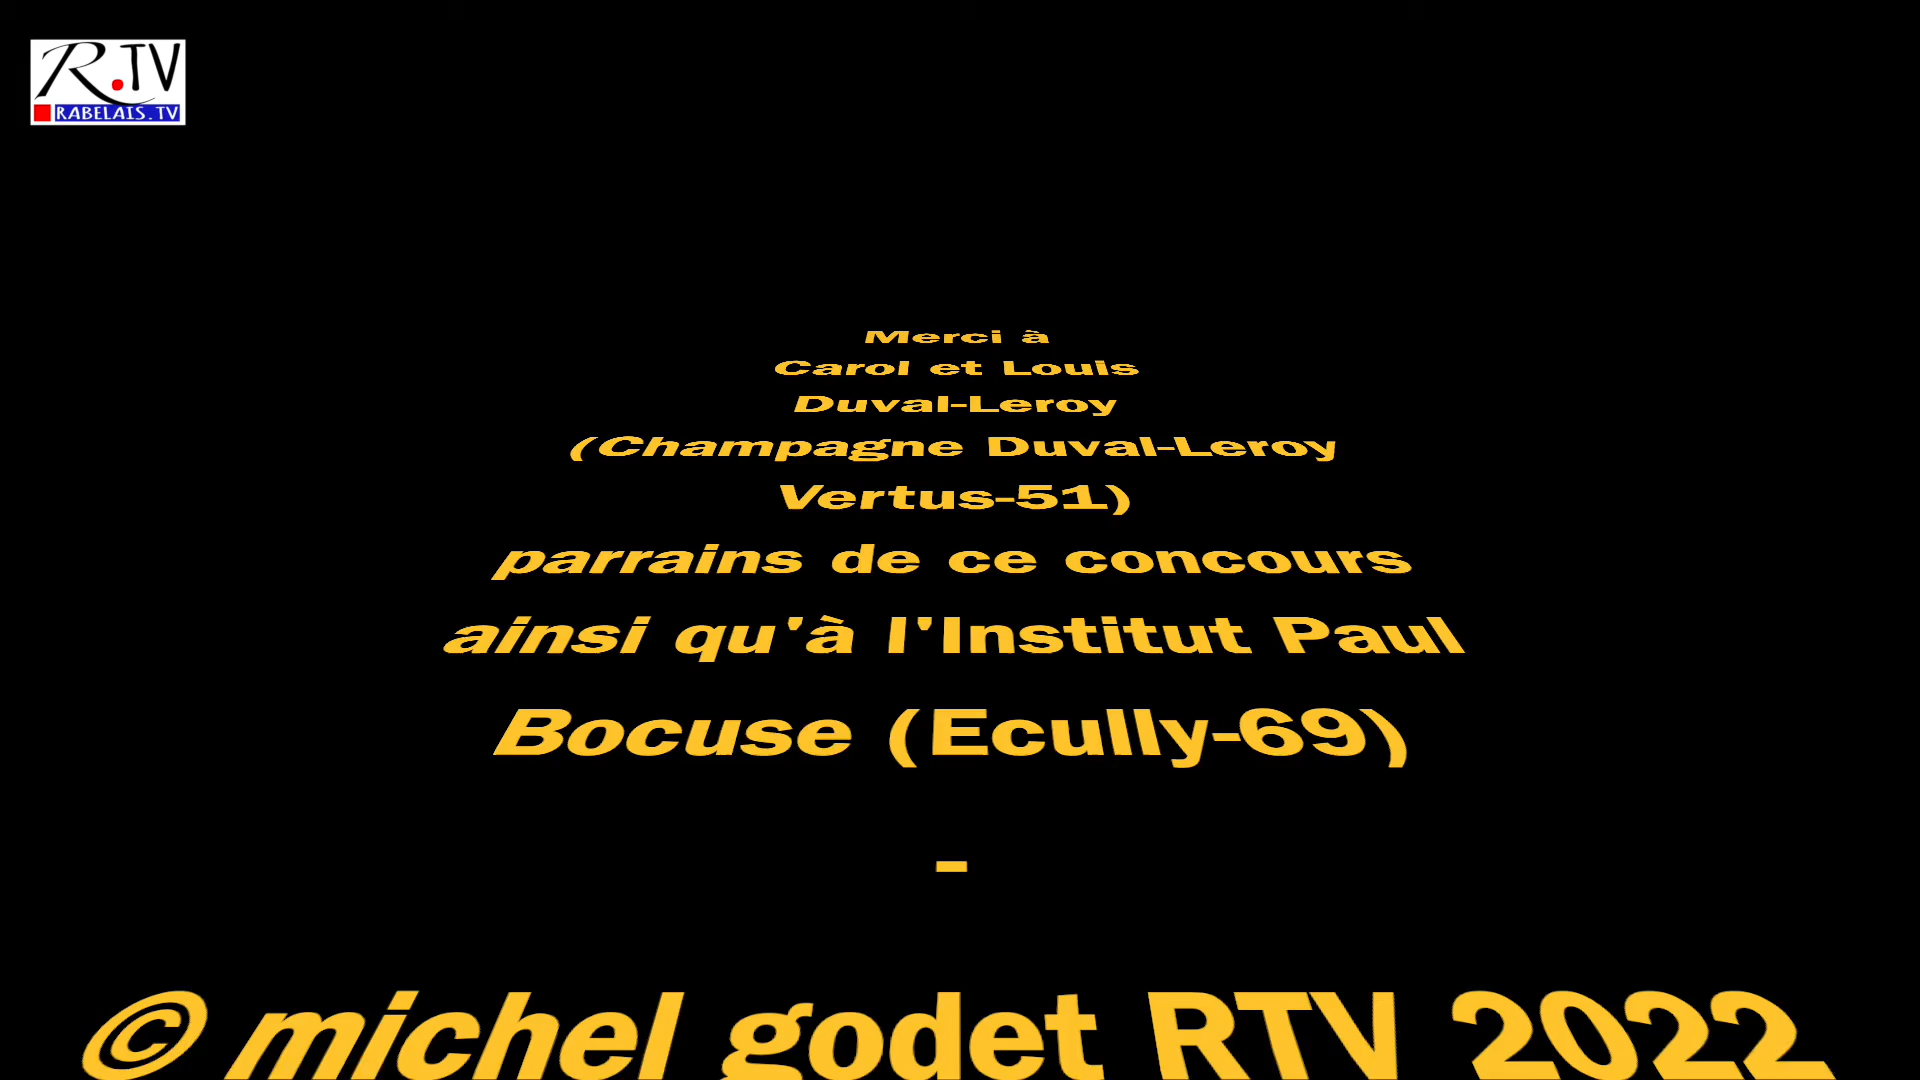 R.TV
RABELAIS.TV
Merci à
Carol et Louis
Duval-Leroy
(Champagne Duval-Leroy
Vertus-51)
parrains de ce concours
ainsi qu'à l'Institut Paul
Bocuse (Ecully-69)
-
© michel godet RTV 2022